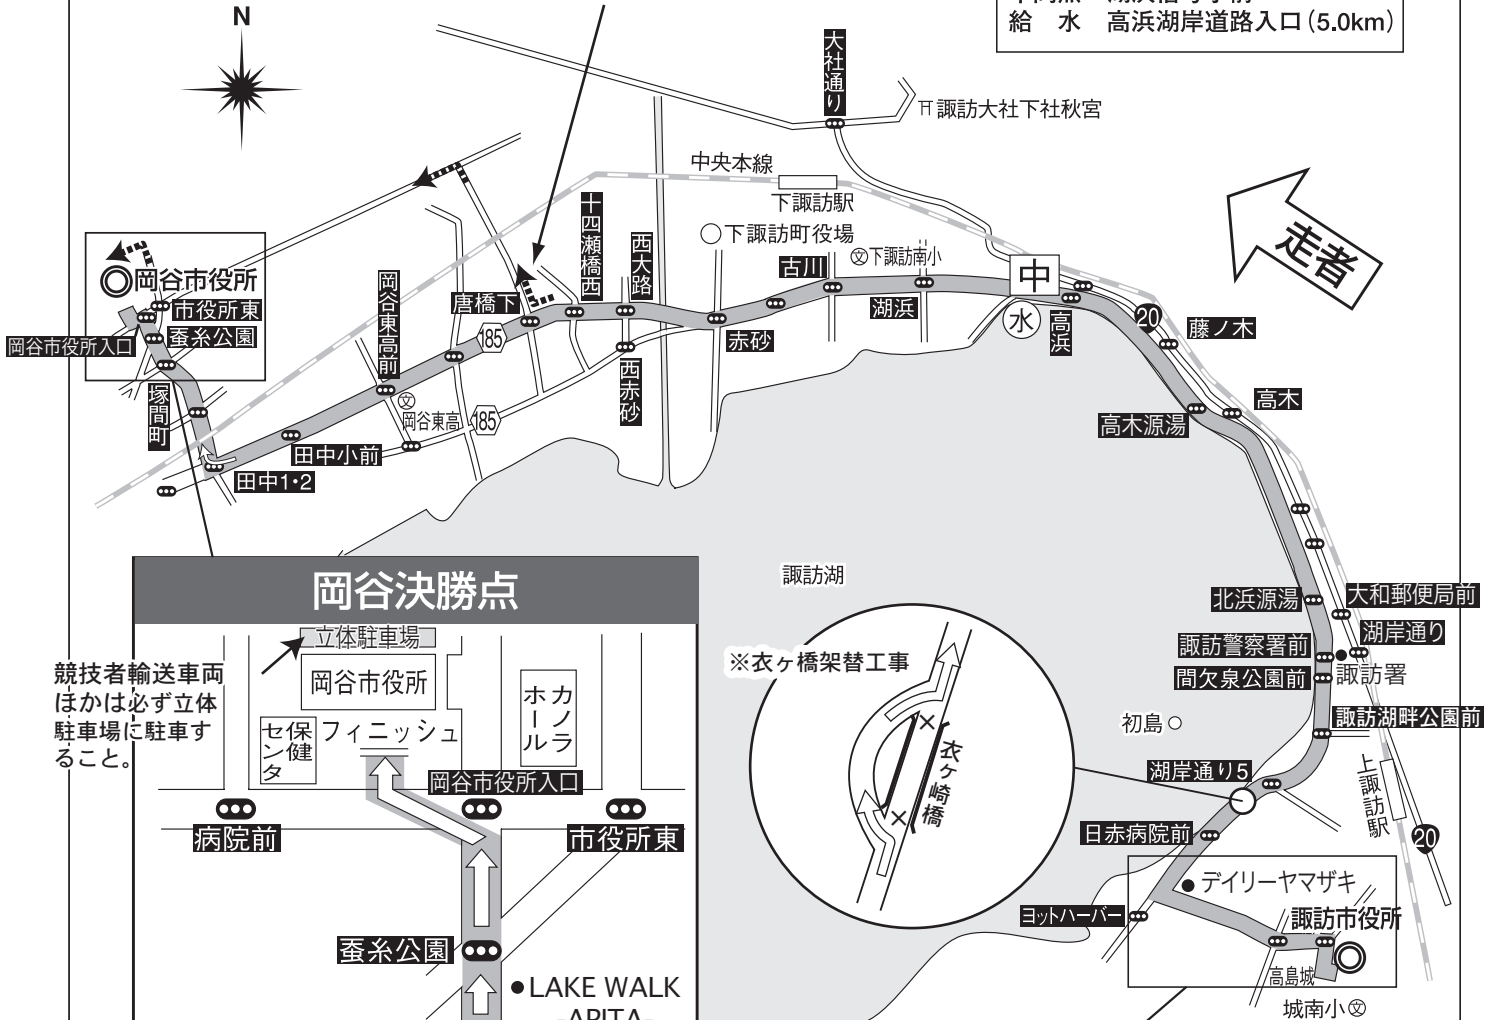 給　水　高浜湖岸道路入口（5.0km）
N
大社通り
諏訪大社下社秋宮
中央本線
下諏訪駅
走者
岡谷市役所
市役所東
蚕糸公園
岡谷市役所入口
塚間町
岡谷東高前
唐橋下
十四瀬橋西
西大路
下諏訪町役場
古川
文下諏訪南小
湖浜
中
水
高浜
20
藤ノ木
高木
高木源湯
185
赤砂
西赤砂
文
岡谷東高
185
田中小前
田中1・2
岡谷決勝点
立体駐車場
岡谷市役所
競技者輸送車両
ほかは必ず立体
駐車場に駐車す
ること。
保健センタ
フィニッシュ
カノラホール
岡谷市役所入口
病院前
市役所東
蚕糸公園
LAKE WALK
諏訪湖
※衣ヶ橋架替工事
衣ヶ崎橋
初島
北浜源湯
大和郵便局前
湖岸通り
諏訪警察署前
諏訪署
間欠泉公園前
諏訪湖畔公園前
湖岸通り5
上諏訪駅
20
日赤病院前
デイリーヤマザキ
ヨットハーバー
諏訪市役所
高島城
城南小文